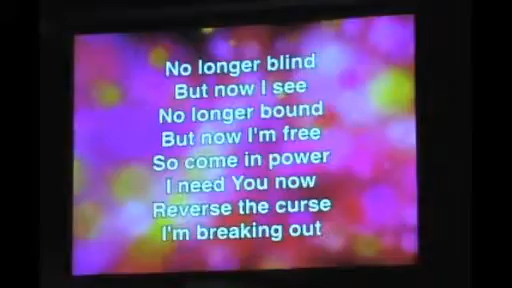 No longer blind
But now I see
No longer bound
But now I'm free
So come in power
I need You now
Reverse the curse
I'm breaking out